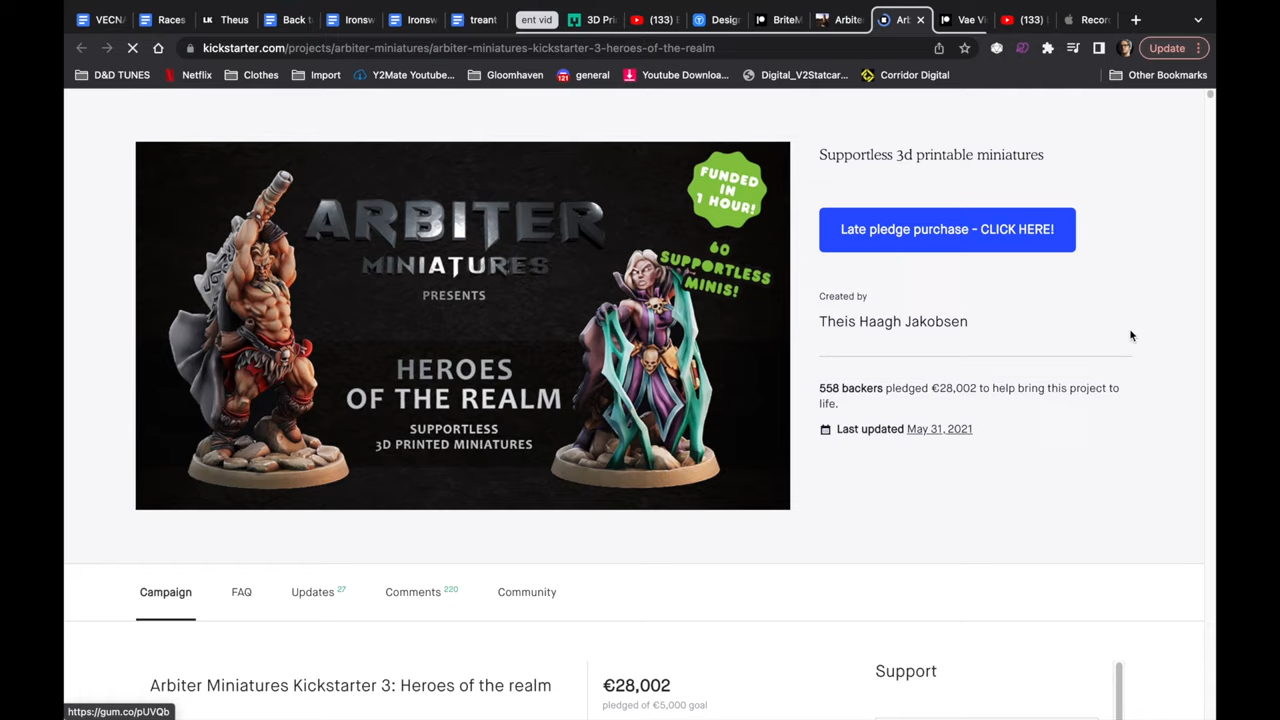 VECNA
Races
LK Theus
Back t
Ironsw
Ironsw
treant
ent vid
3D Pri
(133)
Desig
BriteM
Arbiter
Arb
Vae Vi
(133)
Record
kickstarter.com/projects/arbiter-miniatures/arbiter-miniatures-kickstarter-3-heroes-of-the-realm
Update
D&D TUNES
Netflix
Clothes
Import
Y2Mate Youtube...
Gloomhaven
121
general
Youtube Downloa...
Digital_V2Statcar...
Corridor Digital
Other Bookmarks
FUNDED
IN
1 HOUR!
60
SUPPORTLESS
MINIS!
ARBITER
MINIATURES
PRESENTS
HEROES
OF THE REALM
SUPPORTLESS
3D PRINTED MINIATURES
Supportless 3d printable miniatures
Late pledge purchase - CLICK HERE!
Created by
Theis Haagh Jakobsen
558 backers pledged €28,002 to help bring this project to
life.
Last updated May 31, 2021
Campaign
FAQ
Updates 27
Comments 220
Community
Arbiter Miniatures Kickstarter 3: Heroes of the realm
€28,002
pledged of €5,000 goal
Support
https://gum.co/pUVQb